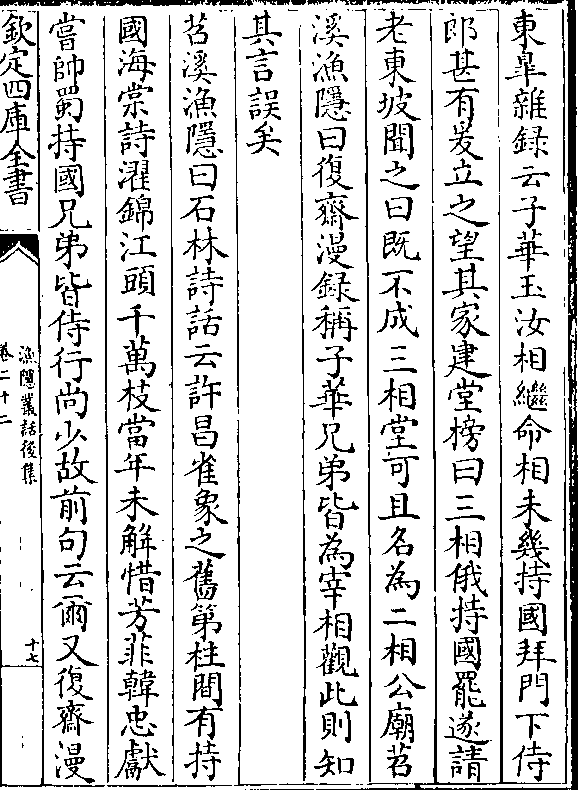 東臯雜録云子華玉汝相繼命相未幾持國拜門下侍
郎甚有爰立之望其家建堂榜曰三相俄持國罷遂請
老東坡聞之曰既不成三相堂可且名為二相公廟苕
溪漁隱曰復齋漫録稱子華兄弟皆為宰相觀此則知
其言誤矣
苕溪漁隱曰石林詩話云許昌崔象之舊第柱間有持
國海棠詩濯錦江頭千萬枝當年未解惜芳菲韓忠獻
嘗帥蜀持國兄弟皆侍行尚少故前句云爾又復齋漫
欽定四庫全書
漁隱叢話後集
卷二十二
十七